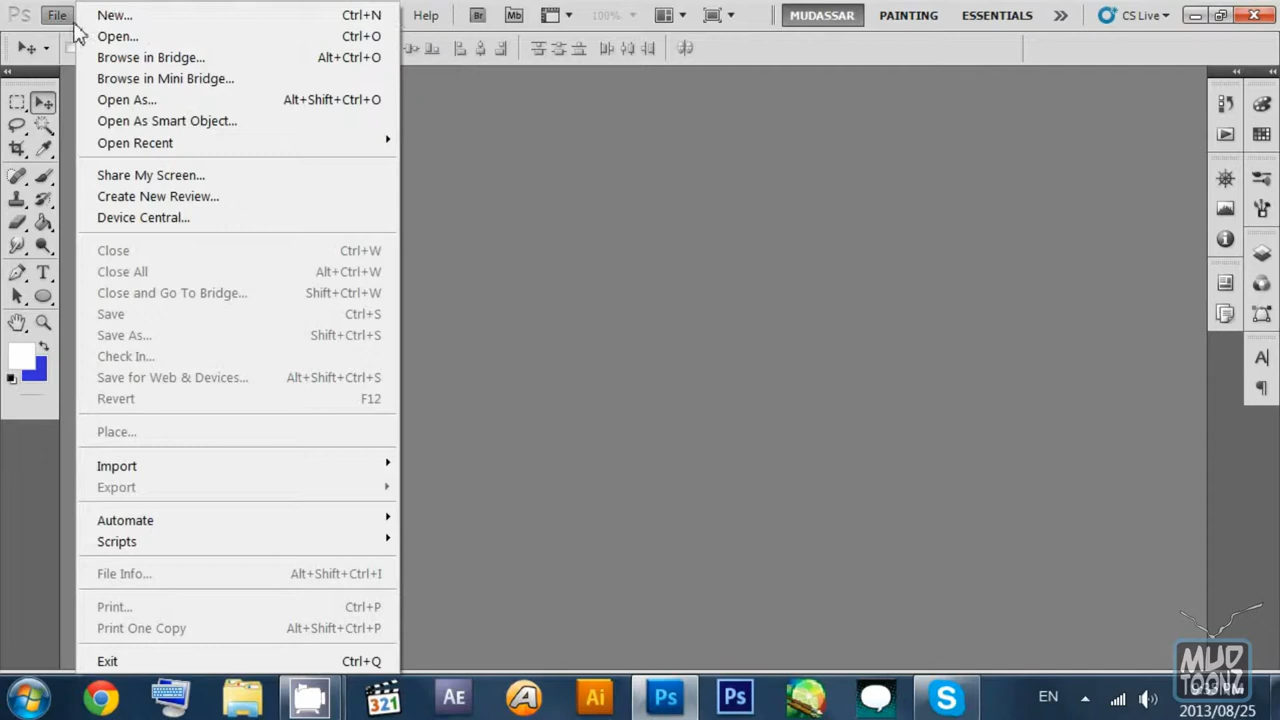 Ps File Help Br Mb 100% MUDASSAR PAINTING ESSENTIALS CS Live
New... Ctrl+N
Open... Ctrl+O
Browse in Bridge... Alt+Ctrl+O
Browse in Mini Bridge...
Open As... Alt+Shift+Ctrl+O
Open As Smart Object...
Open Recent
Share My Screen...
Create New Review...
Device Central...
Close Ctrl+W
Close All Alt+Ctrl+W
Close and Go To Bridge... Shift+Ctrl+W
Save Ctrl+S
Save As... Shift+Ctrl+S
Check In...
Save for Web & Devices... Alt+Shift+Ctrl+S
Revert F12
Place...
Import
Export
Automate
Scripts
File Info... Alt+Shift+Ctrl+I
Print... Ctrl+P
Print One Copy Alt+Shift+Ctrl+P
Exit Ctrl+Q
MUD
TOONZ
321 AE Ai Ps Ps EN
2013/08/25